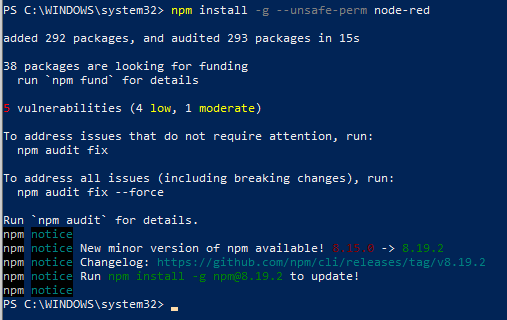 PS C:\WINDOWS\system32> npm install -g --unsafe-perm node-red
added 292 packages, and audited 293 packages in 15s
38 packages are looking for funding
run `npm fund` for details
5 vulnerabilities (4 low, 1 moderate)
To address issues that do not require attention, run:
npm audit fix
To address all issues (including breaking changes), run:
npm audit fix --force
Run `npm audit` for details.
npm notice
npm notice New minor version of npm available! 8.15.0 -> 8.19.2
npm notice Changelog: https://github.com/npm/cli/releases/tag/v8.19.2
npm notice Run npm install -g npm@8.19.2 to update!
npm notice
PS C:\WINDOWS\system32>